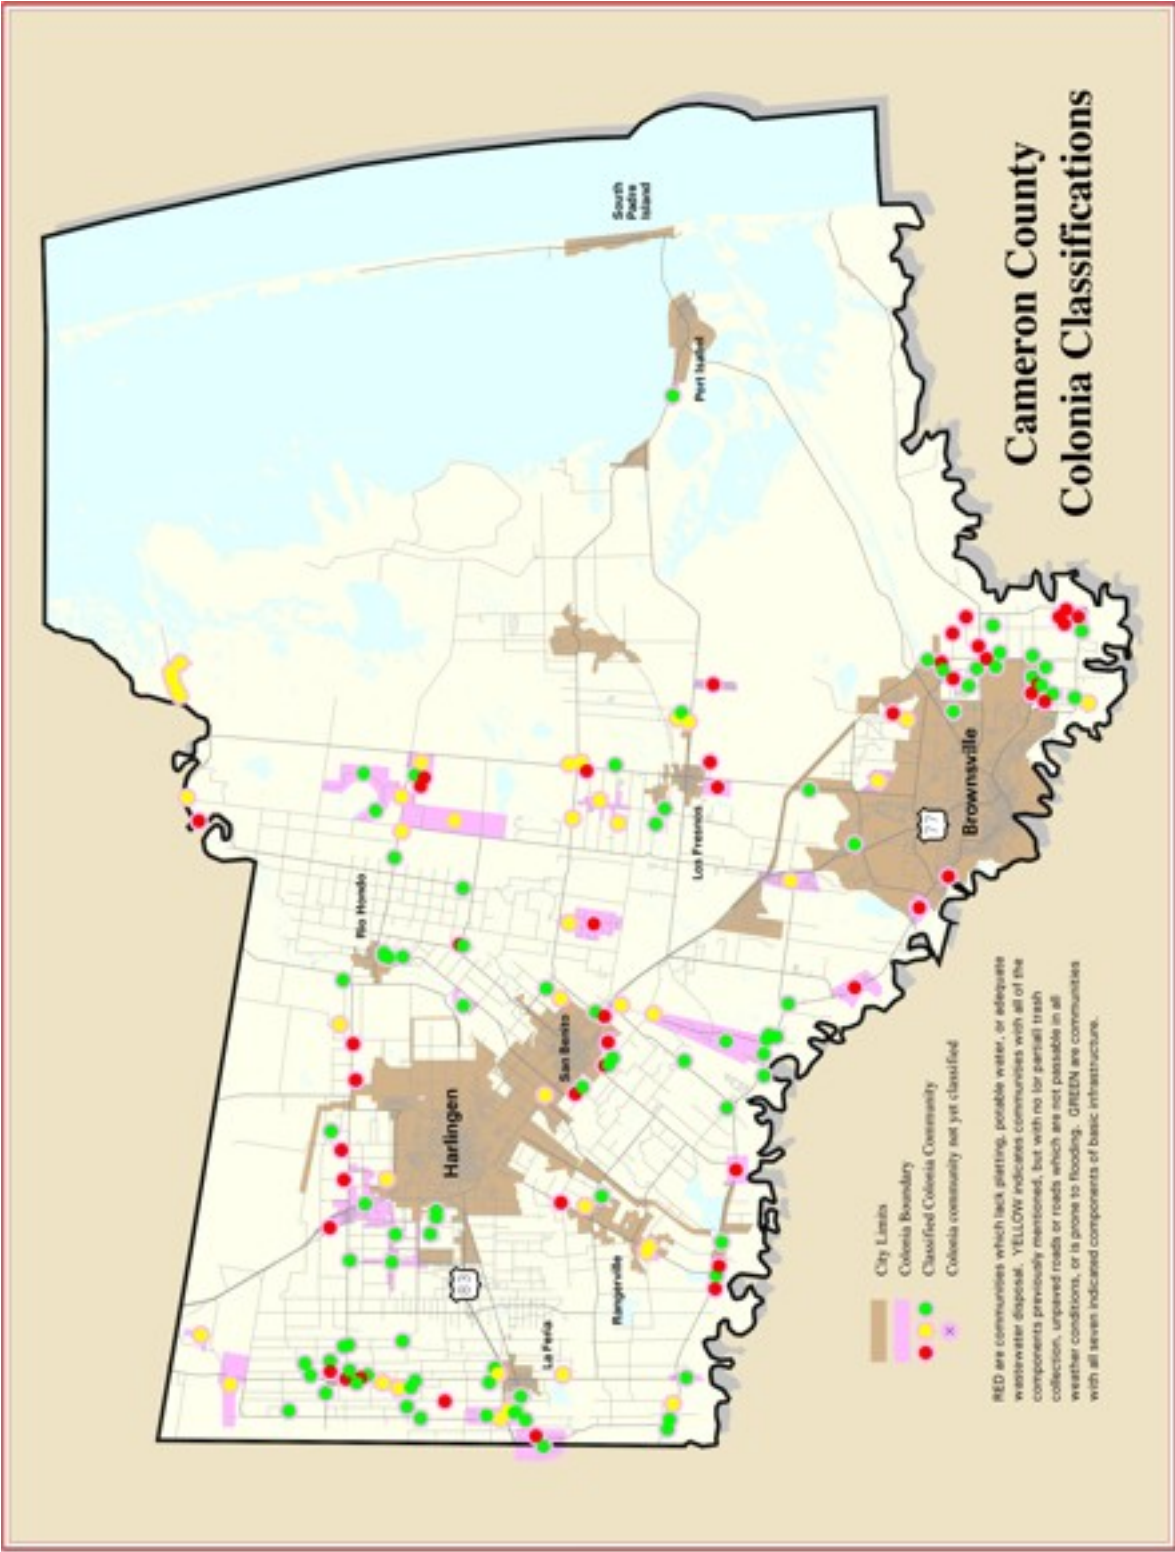 Cameron County
Colonia Classifications
South
Padre
Island
Port Isabel
Los Fresnos
Brownsville
77
Rio Hondo
San Benito
Harlingen
83
Rangerville
La Feria
City Limits
Colonia Boundary
Classified Colonia Community
Colonia community not yet classified
RED are communities which lack platting, potable water, or adequate
wastewater disposal. YELLOW indicates communities with all of the
components previously mentioned, but with no (or partial) trash
collection, unpaved roads or roads which are not passable in all
weather conditions, or is prone to flooding. GREEN are communities
with all seven indicated components of basic infrastructure.